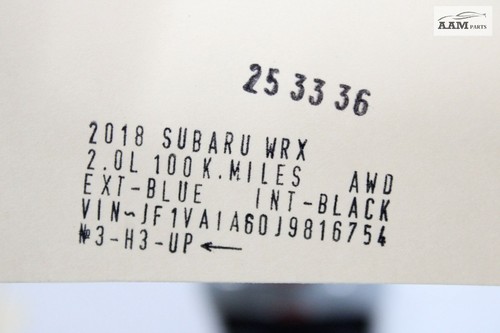 AAM PARTS
25 33 36
2018 SUBARU WRX
2.0L 100 K.MILES AWD
EXT-BLUE INT-BLACK
VIN~JF1VA1A60J9816754
№3-H3-UP←